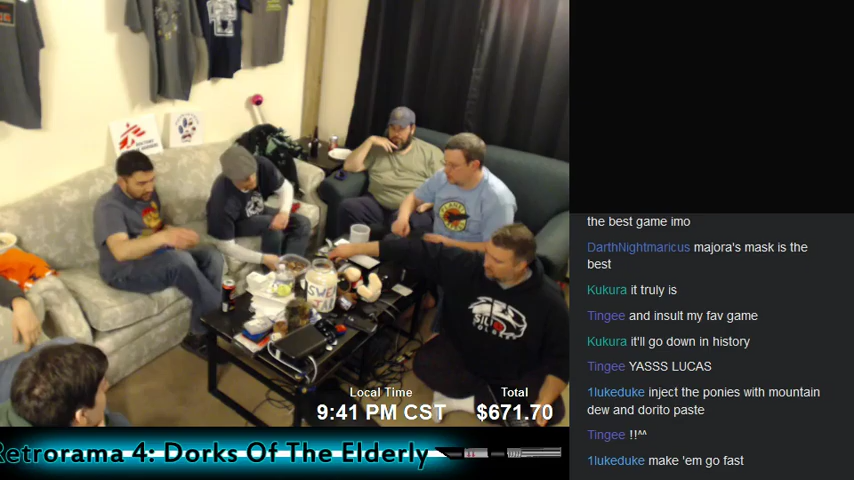 SWEAR
JAR
Local Time
Total
9:41 PM CST
$671.70
Retrorama 4: Dorks Of The Elderly
the best game imo
DarthNightmaricus majora's mask is the
best
Kukura it truly is
Tingee and insult my fav game
Kukura it'll go down in history
Tingee YASSS LUCAS
1lukeduke inject the ponies with mountain
dew and dorito paste
Tingee !!^^
1lukeduke make 'em go fast